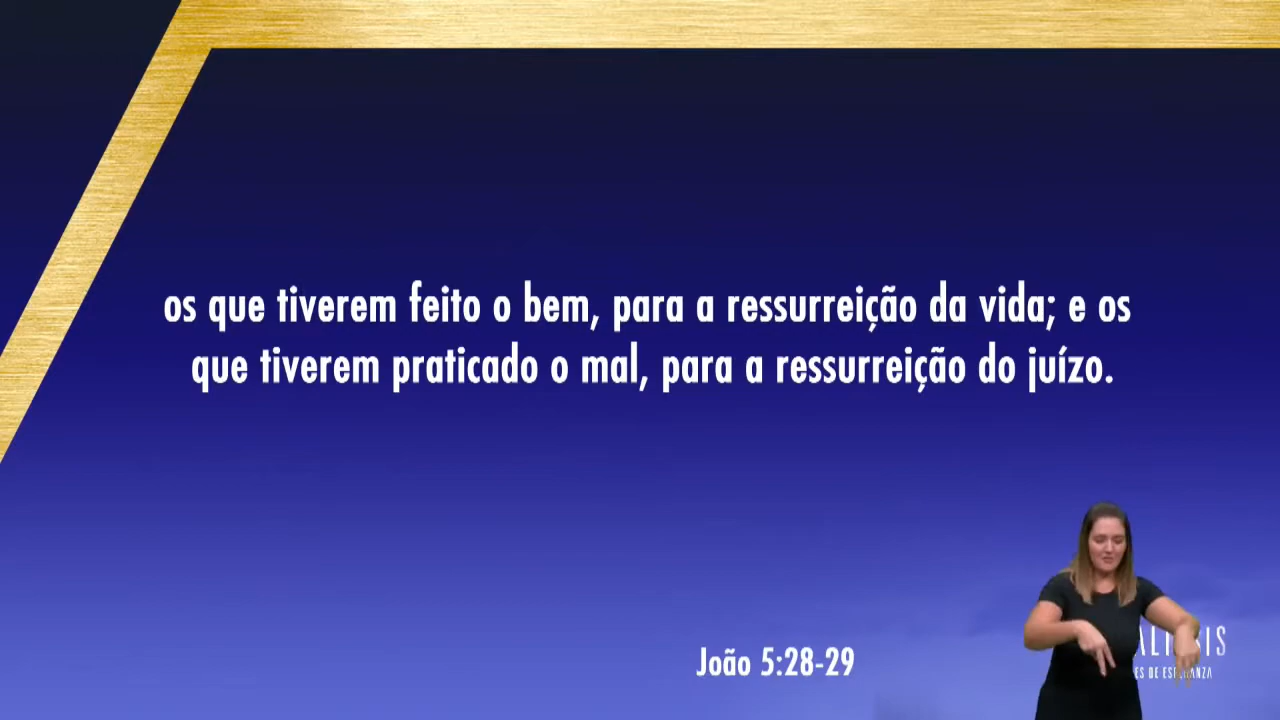 os que tiverem feito o bem, para a ressurreição da vida; e os
que tiverem praticado o mal, para a ressurreição do juízo.
João 5:28-29